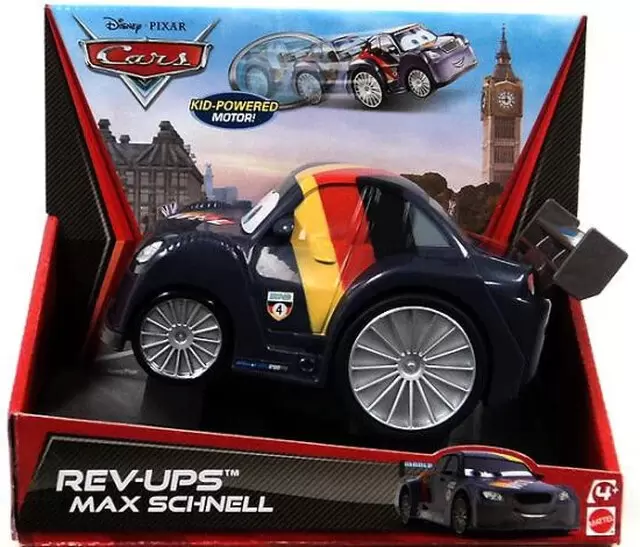 Disney · PIXAR
Cars
KID-POWERED
MOTOR!
4
REV-UPS™
MAX SCHNELL
4+
MATTEL